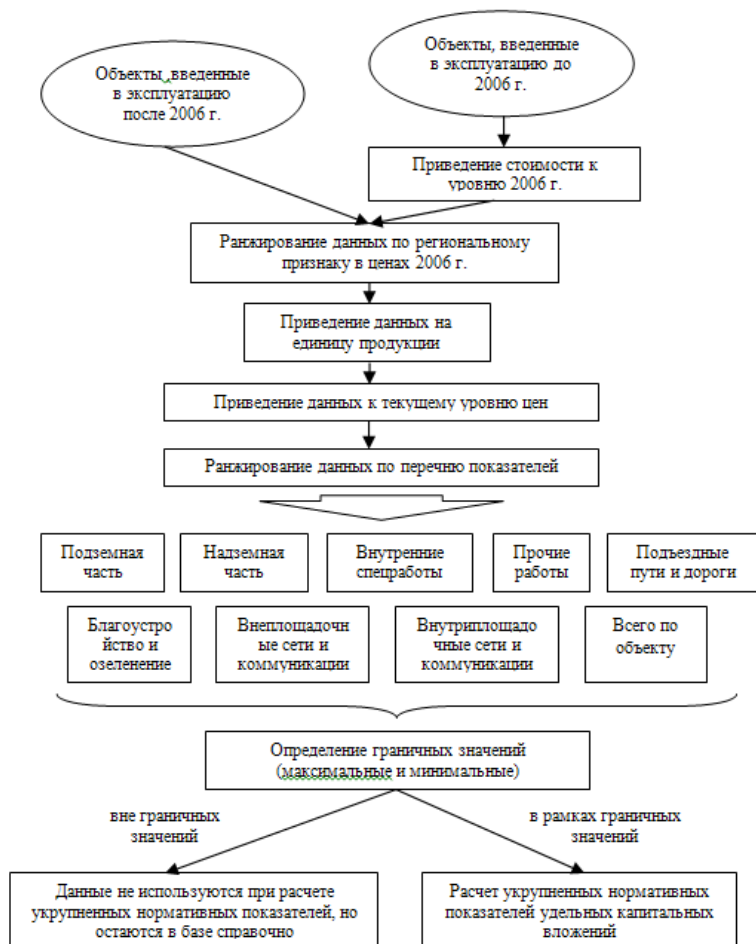 Объекты, введенные
в эксплуатацию
после 2006 г.
Объекты, введенные
в эксплуатацию до
2006 г.
Приведение стоимости к
уровню 2006 г.
Ранжирование данных по региональному
признаку в ценах 2006 г.
Приведение данных на
единицу продукции
Приведение данных к текущему уровню цен
Ранжирование данных по перечню показателей
Подземная
часть
Надземная
часть
Внутренние
спецработы
Прочие
работы
Подъездные
пути и дороги
Благоустро
йство и
озеленение
Внеплощадочн
ые сети и
коммуникации
Внутриплощадо
чные сети и
коммуникации
Всего по
объекту
Определение граничных значений
(максимальные и минимальные)
вне граничных
значений
в рамках граничных
значений
Данные не используются при расчете
укрупненных нормативных показателей, но
остаются в базе справочно
Расчет укрупненных нормативных
показателей удельных капитальных
вложений